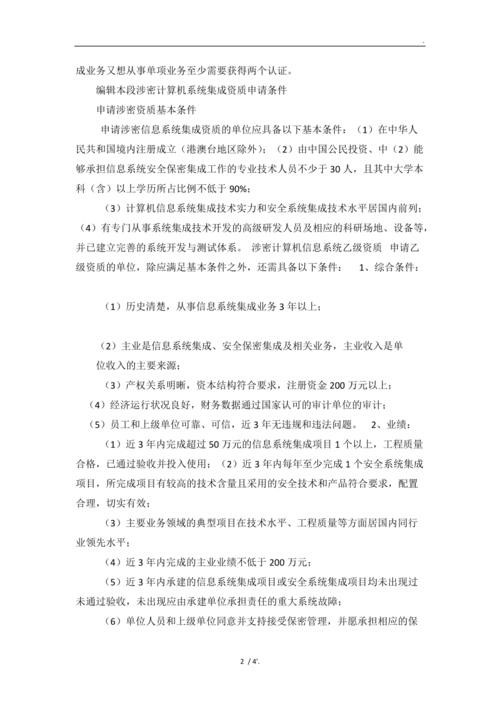 成业务又想从事单项业务至少需要获得两个认证。
编辑本段涉密计算机系统集成资质申请条件
申请涉密资质基本条件
申请涉密信息系统集成资质的单位应具备以下基本条件：（1）在中华人
民共和国境内注册成立（港澳台地区除外）；（2）由中国公民投资、中（2）能
够承担信息系统安全保密集成工作的专业技术人员不少于 30 人，且其中大学本
科（含）以上学历所占比例不低于 90%；
（3）计算机信息系统集成技术实力和安全系统集成技术水平居国内前列；
（4）有专门从事系统集成技术开发的高级研发人员及相应的科研场地、设备等，
并已建立完善的系统开发与测试体系。 涉密计算机信息系统乙级资质 申请乙
级资质的单位，除应满足基本条件之外，还需具备以下条件： 1、综合条件：
（1）历史清楚，从事信息系统集成业务 3 年以上；
（2）主业是信息系统集成、安全保密集成及相关业务，主业收入是单
位收入的主要来源；
（3）产权关系明晰，资本结构符合要求，注册资金 200 万元以上；
（4）经济运行状况良好，财务数据通过国家认可的审计单位的审计；
（5）员工和上级单位可靠、可信，近 3 年无违规和违法问题。 2、业绩：
（1）近 3 年内完成超过 50 万元的信息系统集成项目 1 个以上，工程质量
合格，已通过验收并投入使用；（2）近 3 年内每年至少完成 1 个安全系统集成
项目，所完成项目有较高的技术含量且采用的安全技术和产品符合要求，配置
合理，切实有效；
（3）主要业务领域的典型项目在技术水平、工程质量等方面居国内同行
业领先水平；
（4）近 3 年内完成的主业业绩不低于 200 万元；
（5）近 3 年内承建的信息系统集成项目或安全系统集成项目均未出现过
未通过验收，未出现应由承建单位承担责任的重大系统故障；
（6）单位人员和上级单位同意并支持接受保密管理，并愿承担相应的保
2 / 4'.